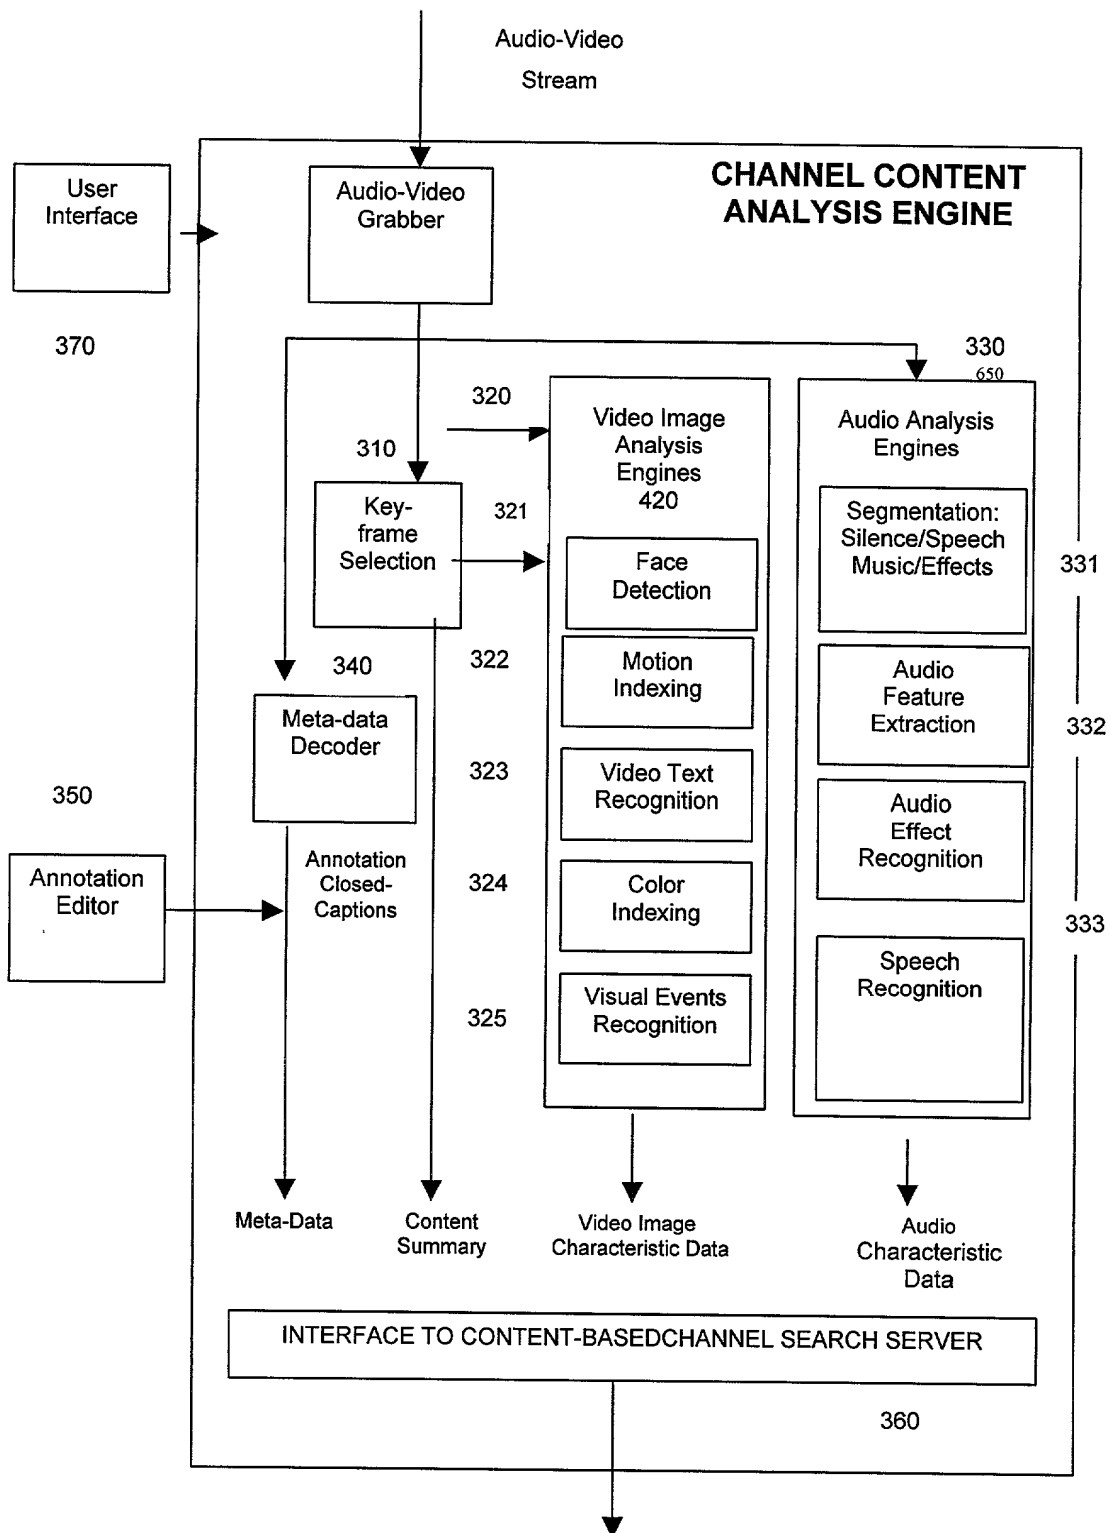 Audio-Video
Stream
CHANNEL CONTENT
ANALYSIS ENGINE
User
Interface
370
Audio-Video
Grabber
330
650
320
310
Key-
frame
Selection
321
Video Image
Analysis
Engines
420
Face
Detection
322
Motion
Indexing
323
Video Text
Recognition
324
Color
Indexing
325
Visual Events
Recognition
Audio Analysis
Engines
Segmentation:
Silence/Speech
Music/Effects
331
Audio
Feature
Extraction
332
Audio
Effect
Recognition
333
Speech
Recognition
340
Meta-data
Decoder
350
Annotation
Editor
Annotation
Closed-
Captions
Meta-Data
Content
Summary
Video Image
Characteristic Data
Audio
Characteristic
Data
INTERFACE TO CONTENT-BASEDCHANNEL SEARCH SERVER
360